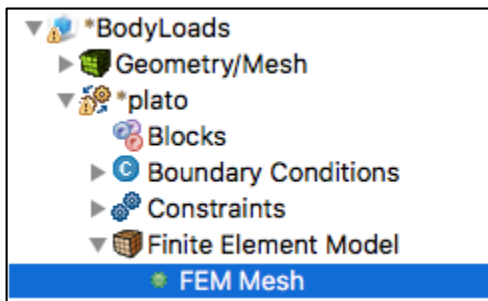 *BodyLoads
Geometry/Mesh
*plato
Blocks
C Boundary Conditions
Constraints
Finite Element Model
FEM Mesh